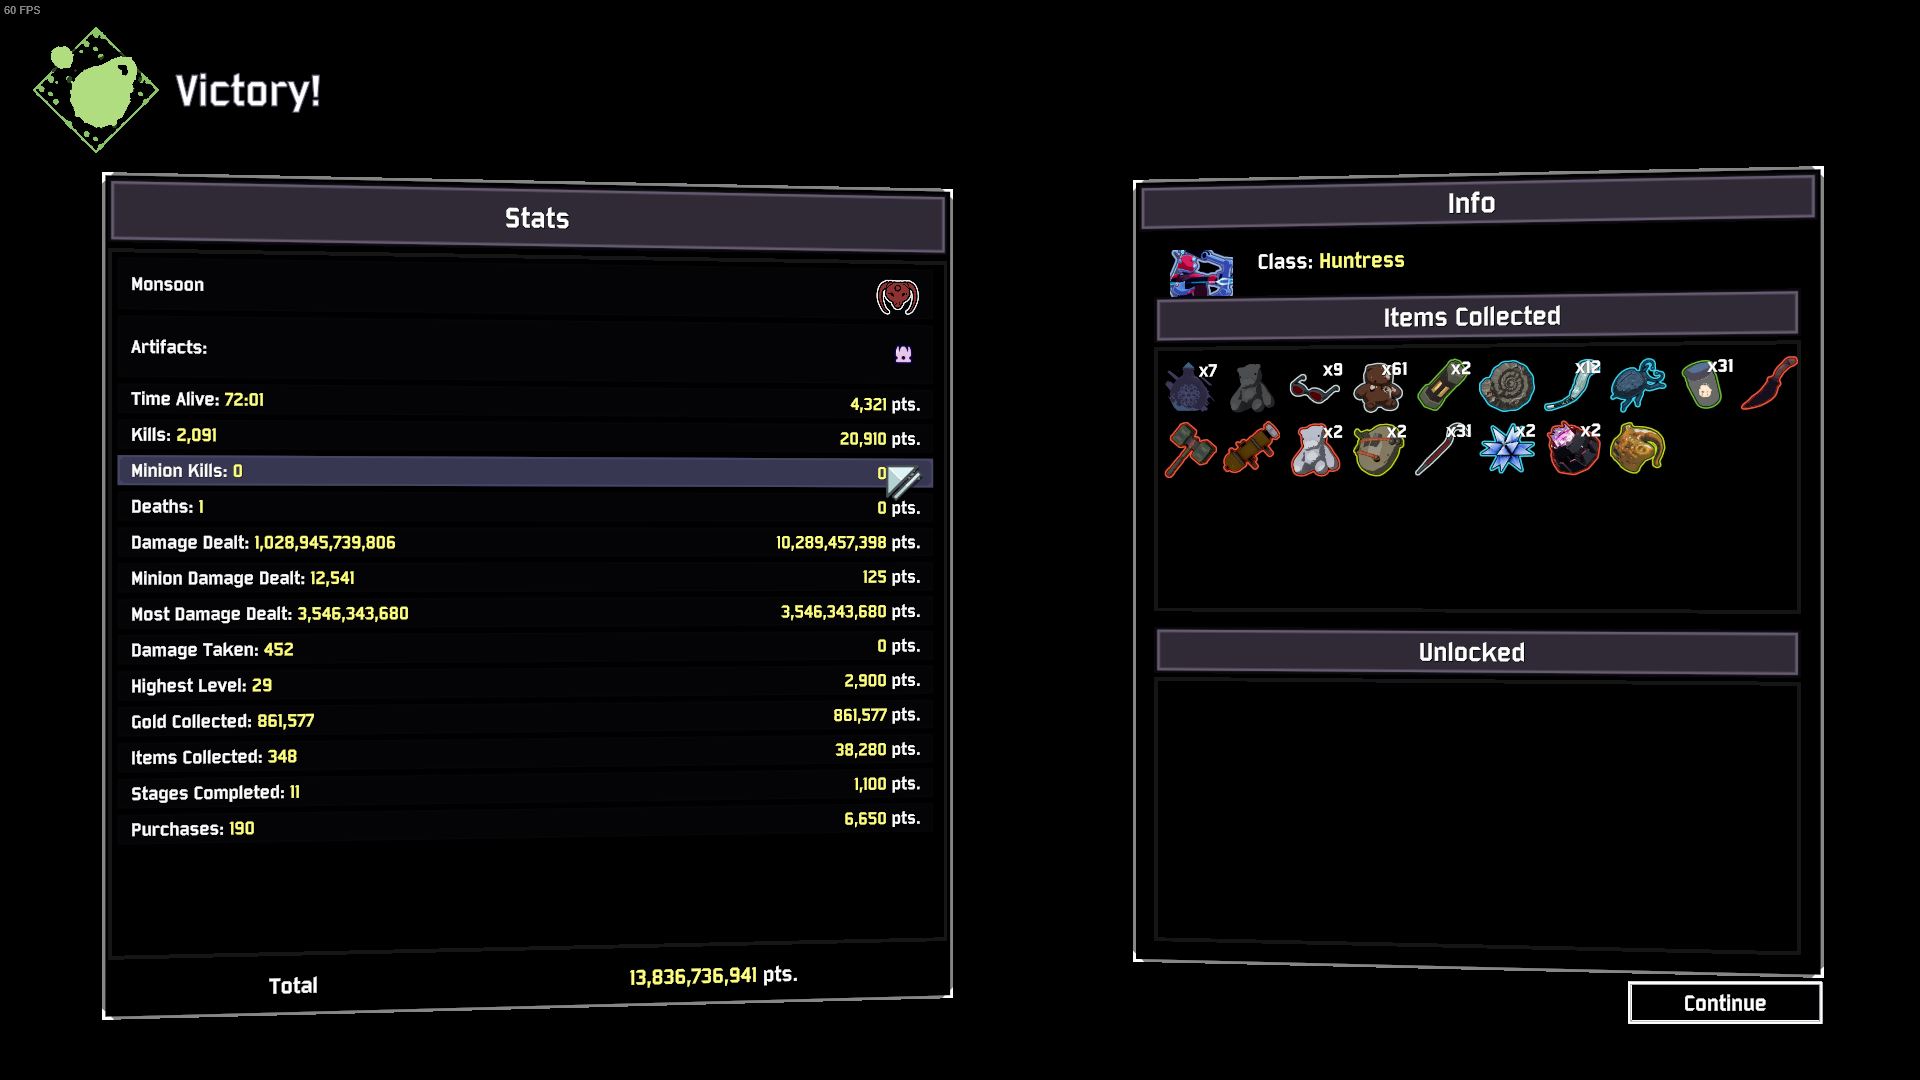 60 FPS
Victory!
Stats
Monsoon
Artifacts:
Time Alive: 72:01 4,321 pts.
Kills: 2,091 20,910 pts.
Minion Kills: 0 0
Deaths: 1 0 pts.
Damage Dealt: 1,028,945,739,806 10,289,457,398 pts.
Minion Damage Dealt: 12,541 125 pts.
Most Damage Dealt: 3,546,343,680 3,546,343,680 pts.
Damage Taken: 452 0 pts.
Highest Level: 29 2,900 pts.
Gold Collected: 861,577 861,577 pts.
Items Collected: 348 38,280 pts.
Stages Completed: 11 1,100 pts.
Purchases: 190 6,650 pts.
Total 13,836,736,941 pts.
Info
Class: Huntress
Items Collected
x7 x9 x61 x2 x12 x31
x2 x2 x31 x2 x2
Unlocked
Continue